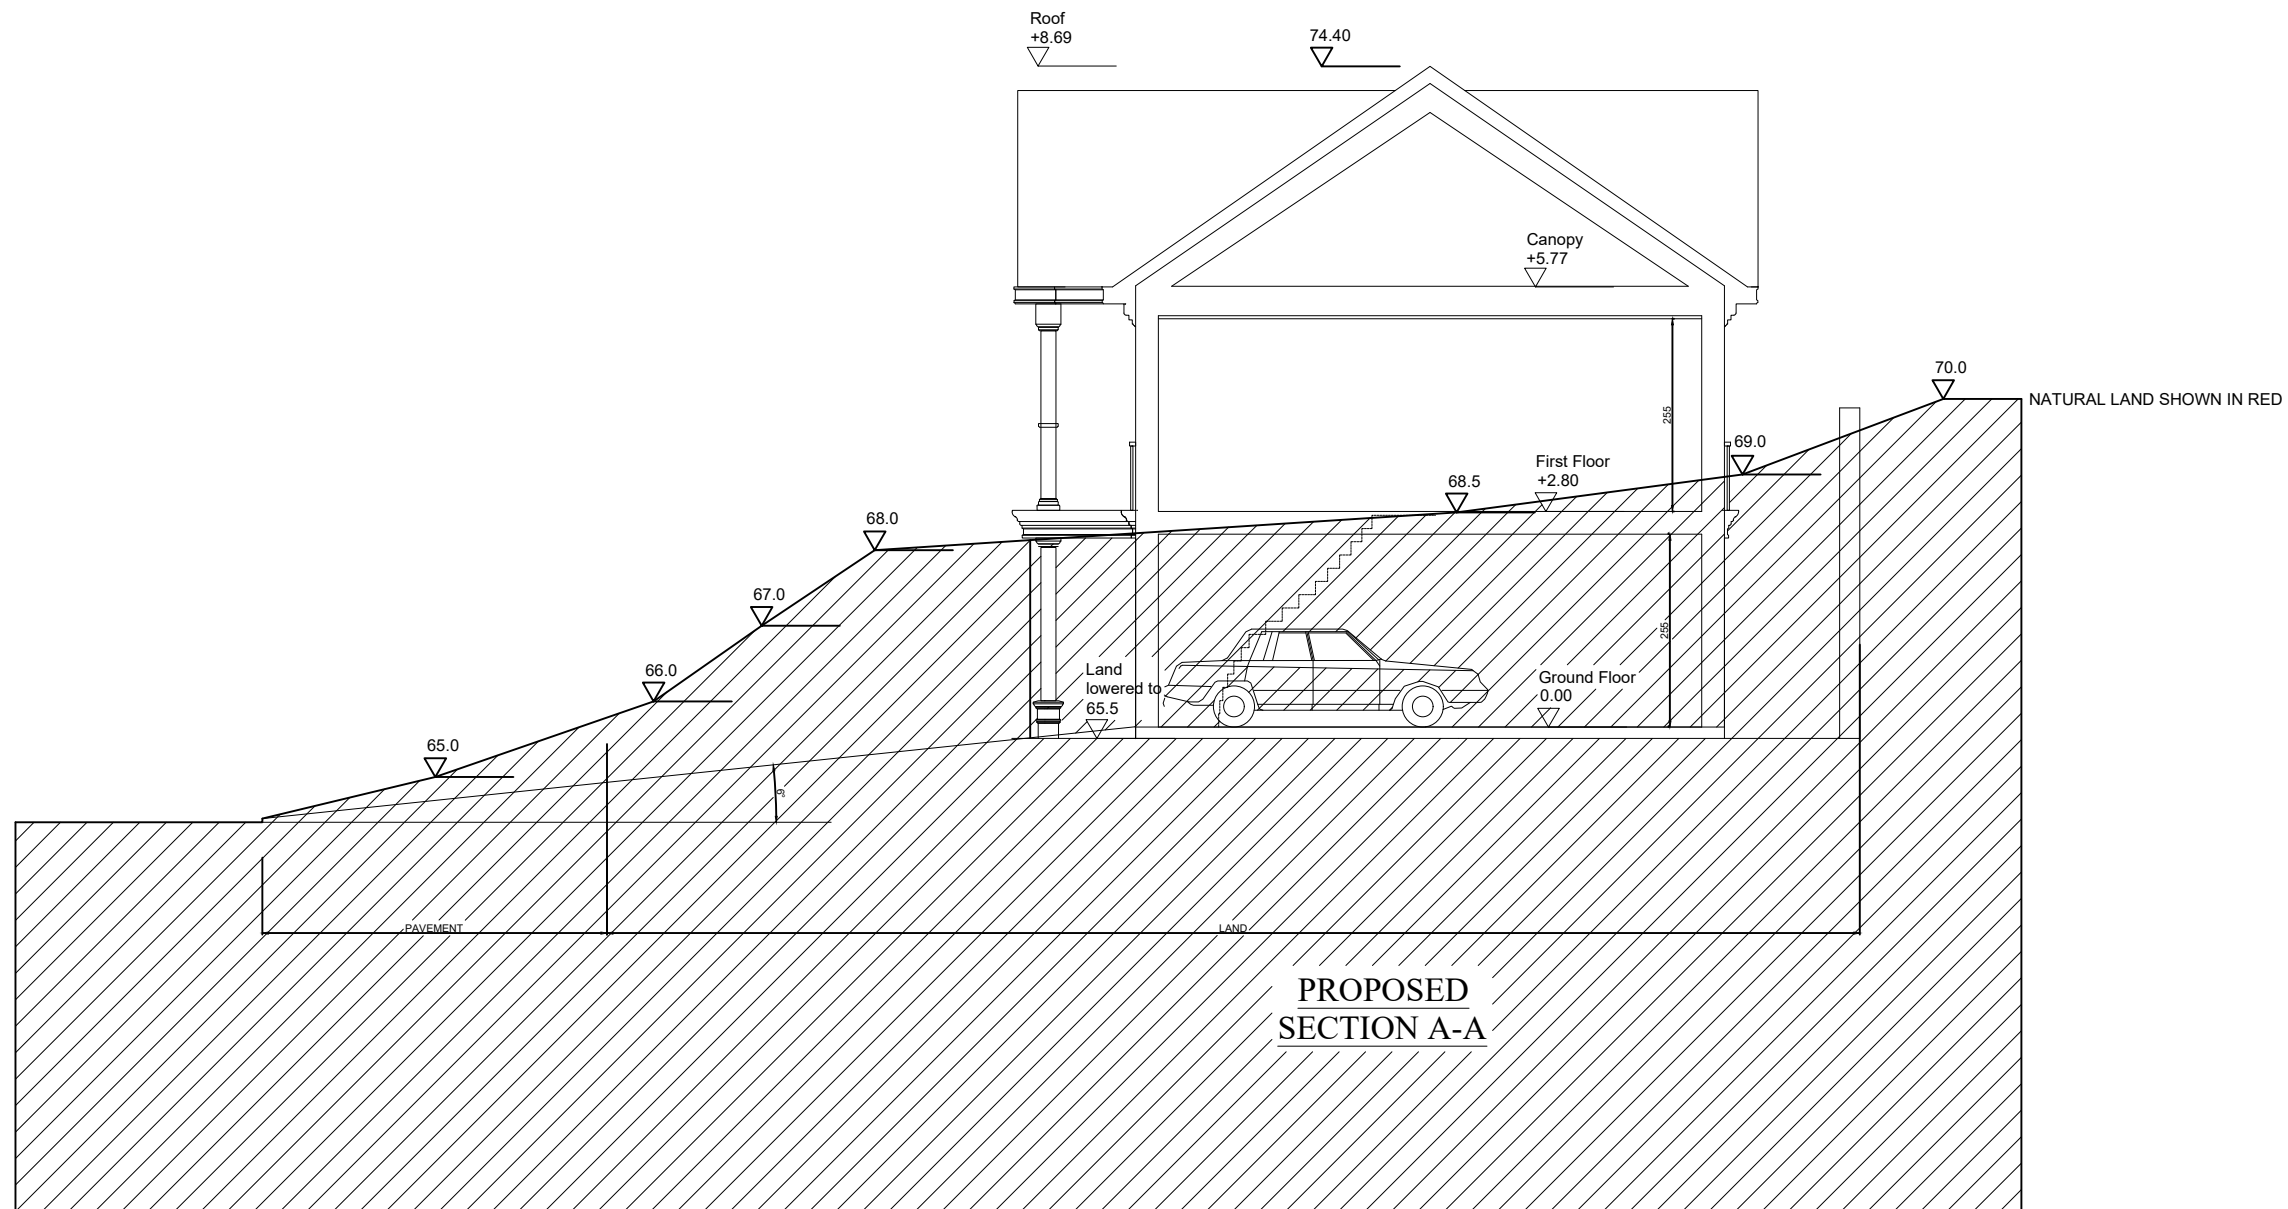 Roof
+8.69
74.40
Canopy
+5.77
70.0
NATURAL LAND SHOWN IN RED
255
69.0
First Floor
+2.80
68.5
68.0
67.0
255
66.0
Land
lowered to
65.5
Ground Floor
0.00
65.0
6°
PAVEMENT
LAND
PROPOSED
SECTION A-A